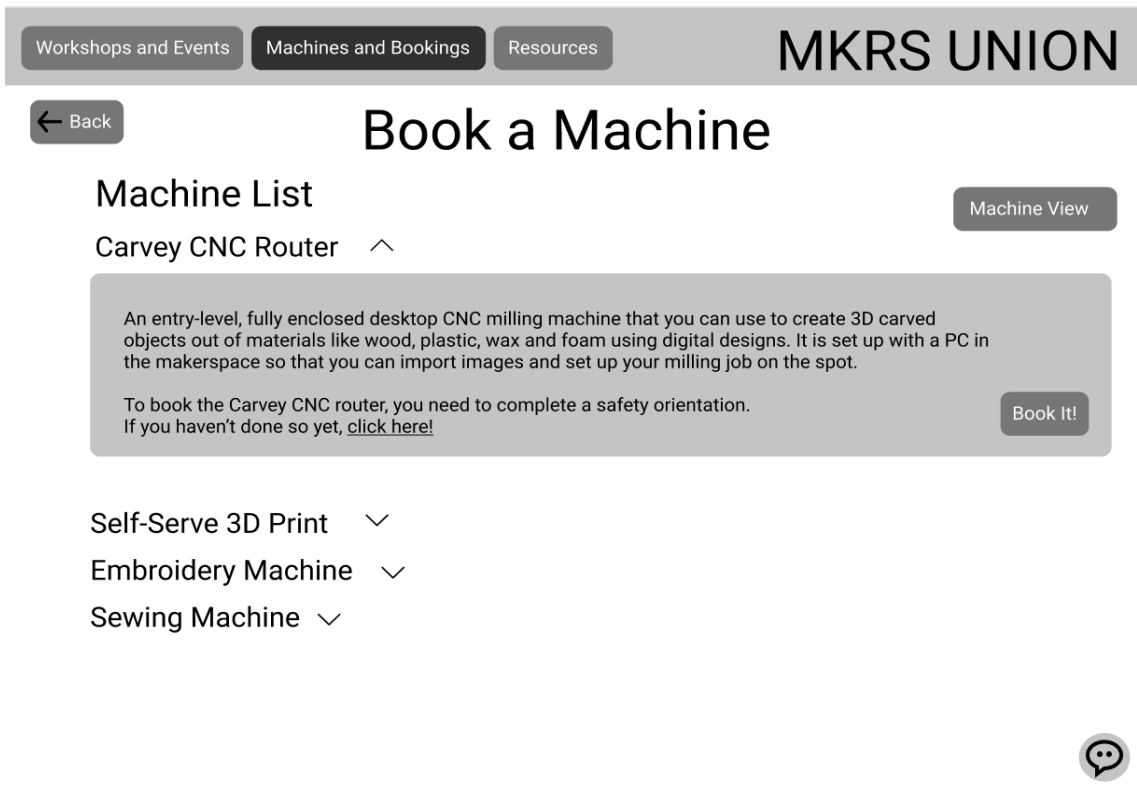 Workshops and Events
Machines and Bookings
Resources
MKRS UNION
Back
Book a Machine
Machine List
Machine View
Carvey CNC Router
An entry-level, fully enclosed desktop CNC milling machine that you can use to create 3D carved
objects out of materials like wood, plastic, wax and foam using digital designs. It is set up with a PC in
the makerspace so that you can import images and set up your milling job on the spot.
To book the Carvey CNC router, you need to complete a safety orientation.
If you haven’t done so yet, click here!
Book It!
Self-Serve 3D Print
Embroidery Machine
Sewing Machine